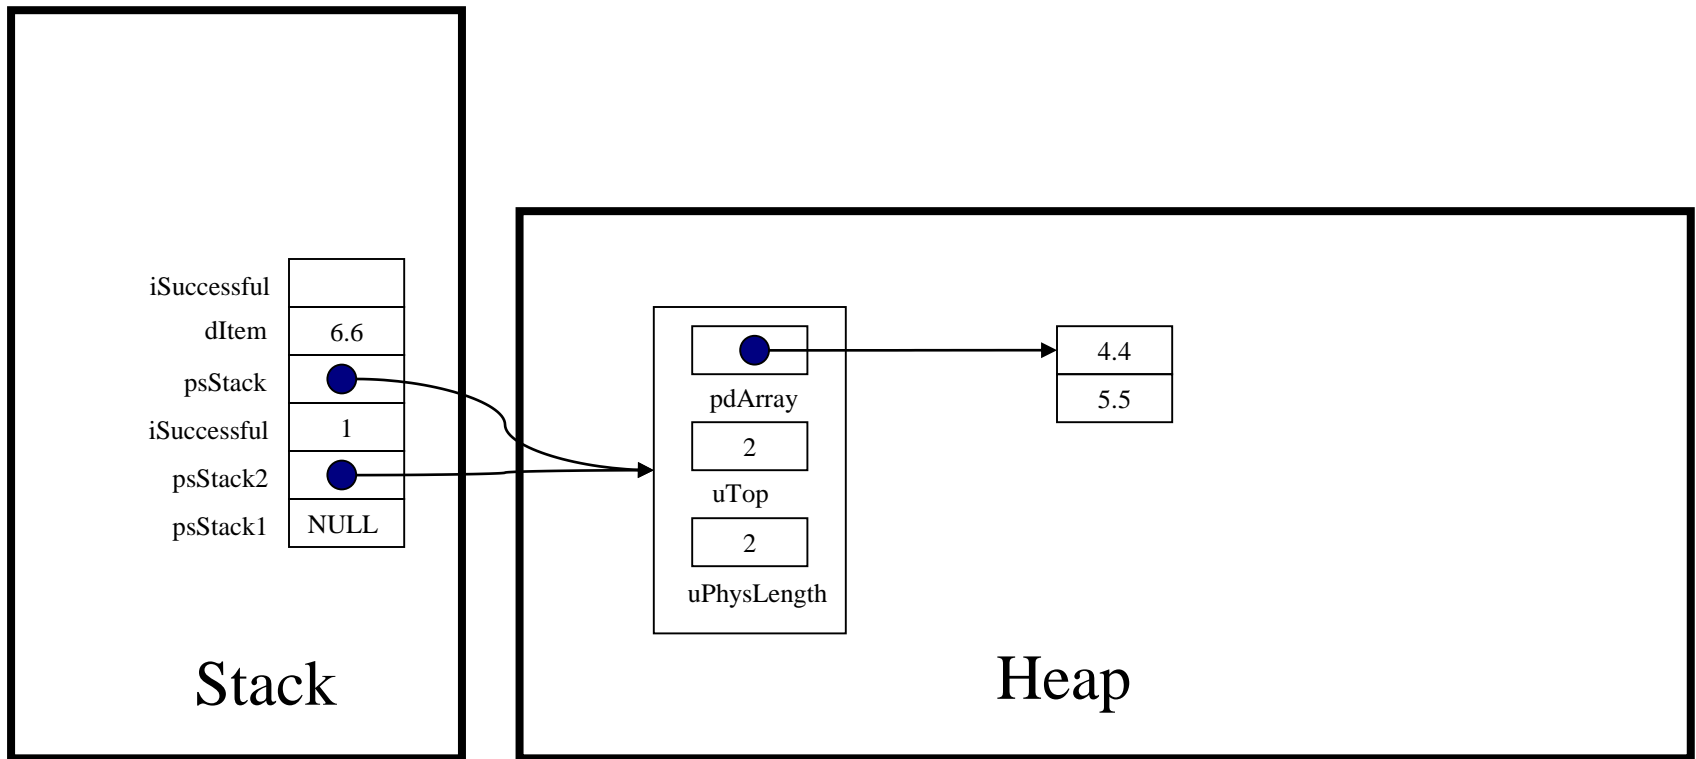 iSuccessful
dItem 6.6
psStack
iSuccessful 1
psStack2
psStack1 NULL
Stack
pdArray
2
uTop
2
uPhysLength
4.4
5.5
Heap